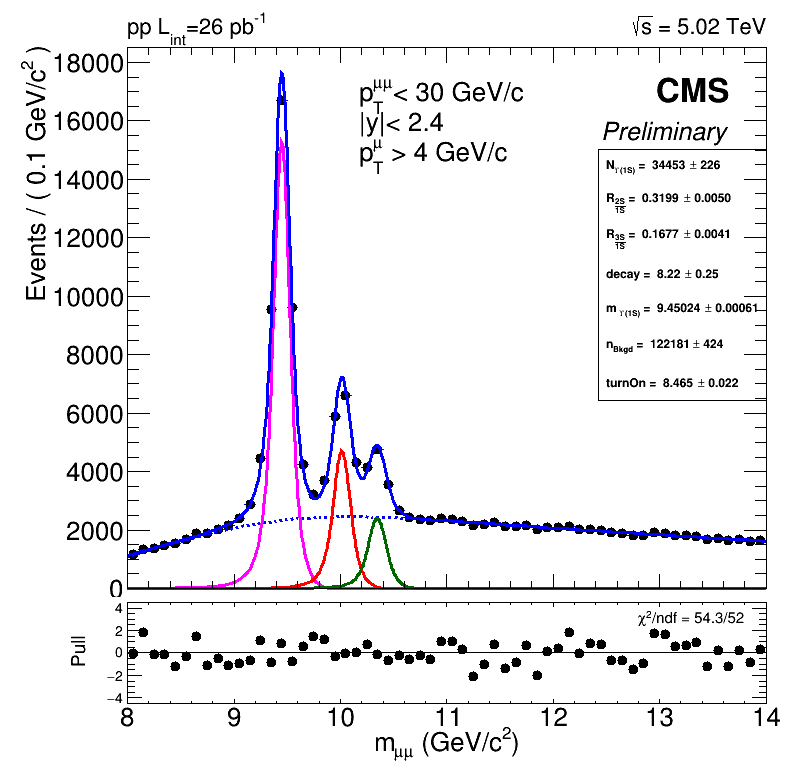 pp L_int=26 pb^-1
√s = 5.02 TeV
Events / ( 0.1 GeV/c²)
18000
16000
14000
12000
10000
8000
6000
4000
2000
0
p_T^μμ < 30 GeV/c
|y|< 2.4
p_T^μ > 4 GeV/c
CMS
Preliminary
N_ϒ(1S) = 34453 ± 226
R_2S/1S = 0.3199 ± 0.0050
R_3S/1S = 0.1677 ± 0.0041
decay = 8.22 ± 0.25
m_ϒ(1S) = 9.45024 ± 0.00061
n_Bkgd = 122181 ± 424
turnOn = 8.465 ± 0.022
Pull
4
2
0
−2
−4
χ²/ndf = 54.3/52
8 9 10 11 12 13 14
m_μμ (GeV/c²)